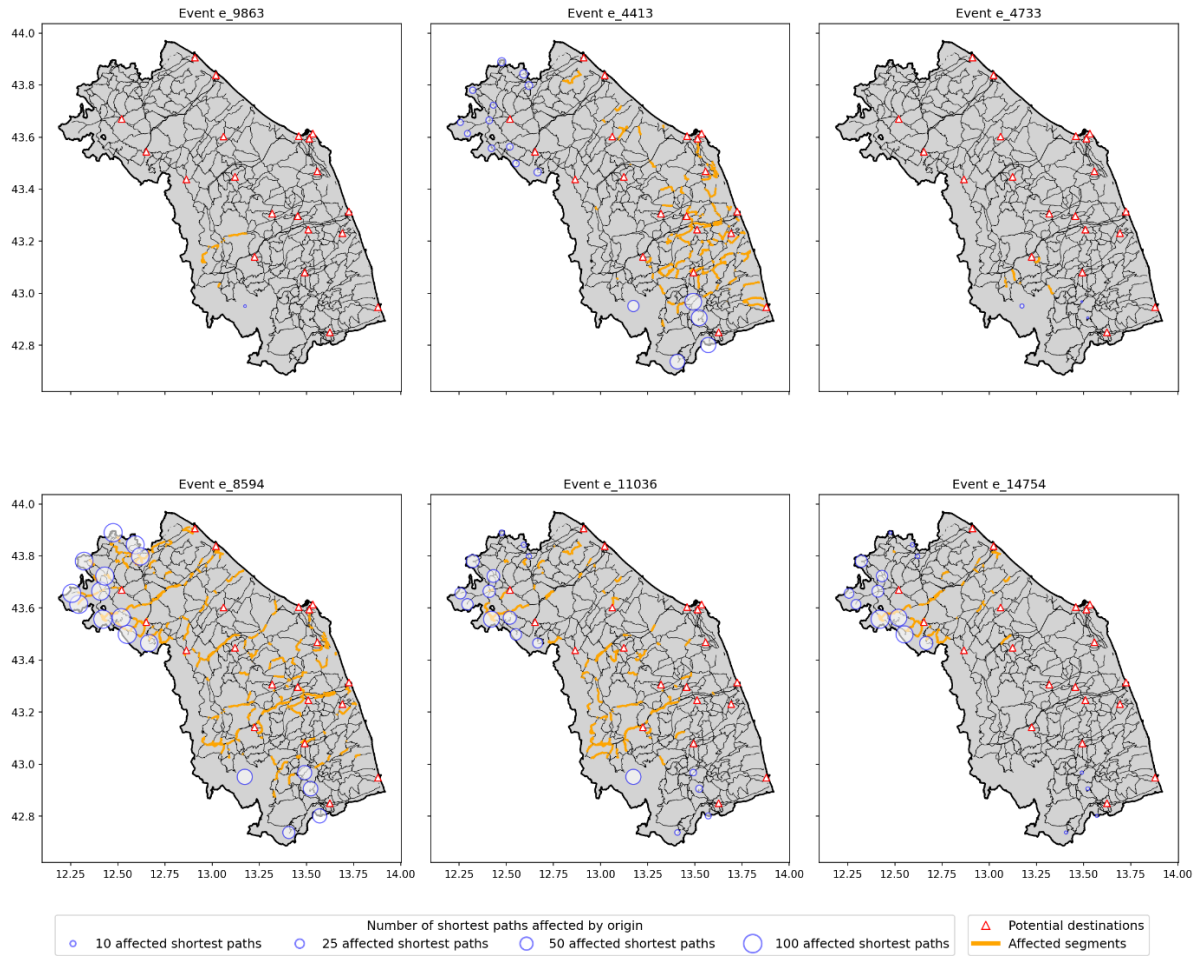 Event e_9863
Event e_4413
Event e_4733
44.0
43.8
43.6
43.4
43.2
43.0
42.8
Event e_8594
Event e_11036
Event e_14754
44.0
43.8
43.6
43.4
43.2
43.0
42.8
12.25 12.50 12.75 13.00 13.25 13.50 13.75 14.00
12.25 12.50 12.75 13.00 13.25 13.50 13.75 14.00
12.25 12.50 12.75 13.00 13.25 13.50 13.75 14.00
Number of shortest paths affected by origin
10 affected shortest paths
25 affected shortest paths
50 affected shortest paths
100 affected shortest paths
Potential destinations
Affected segments